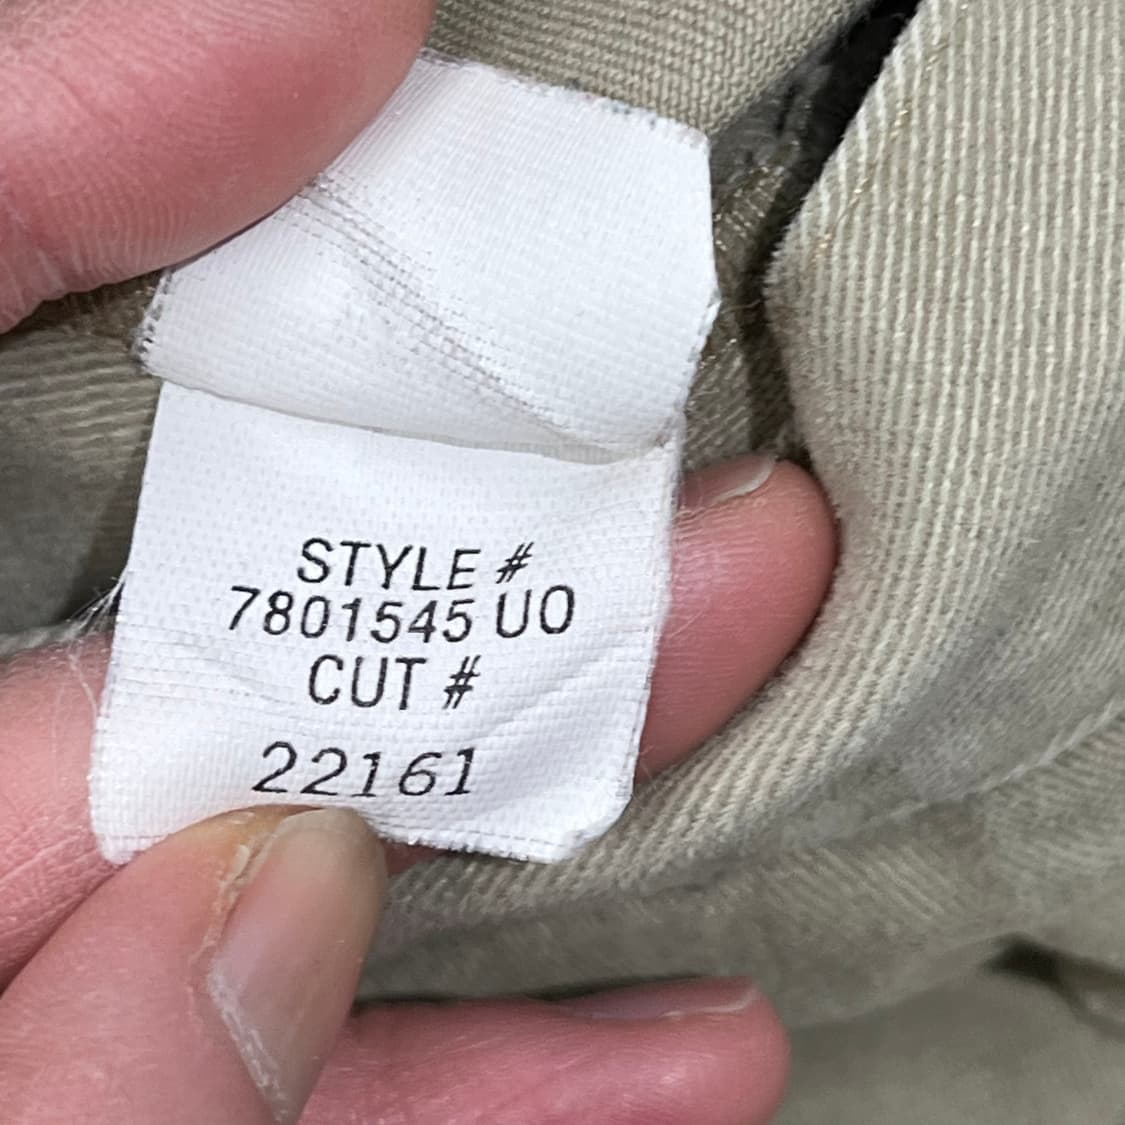 STYLE #
7801545 UO
CUT #
22161